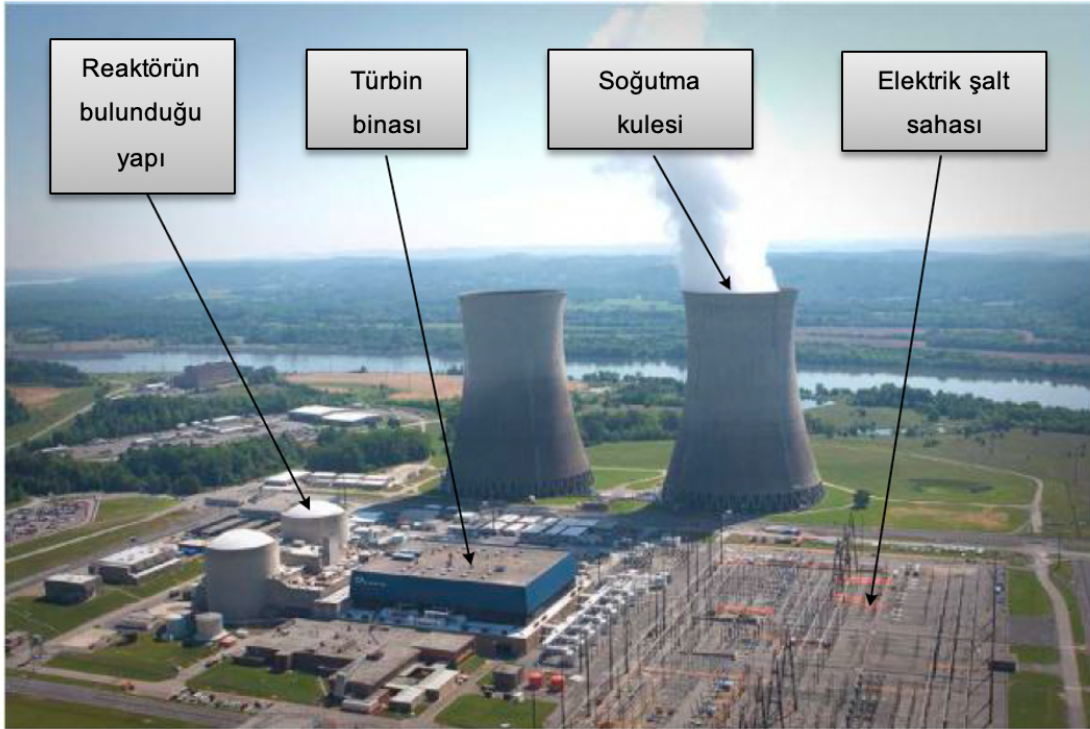 Reaktörün
bulunduğu
yapı
Türbin
binası
Soğutma
kulesi
Elektrik şalt
sahası